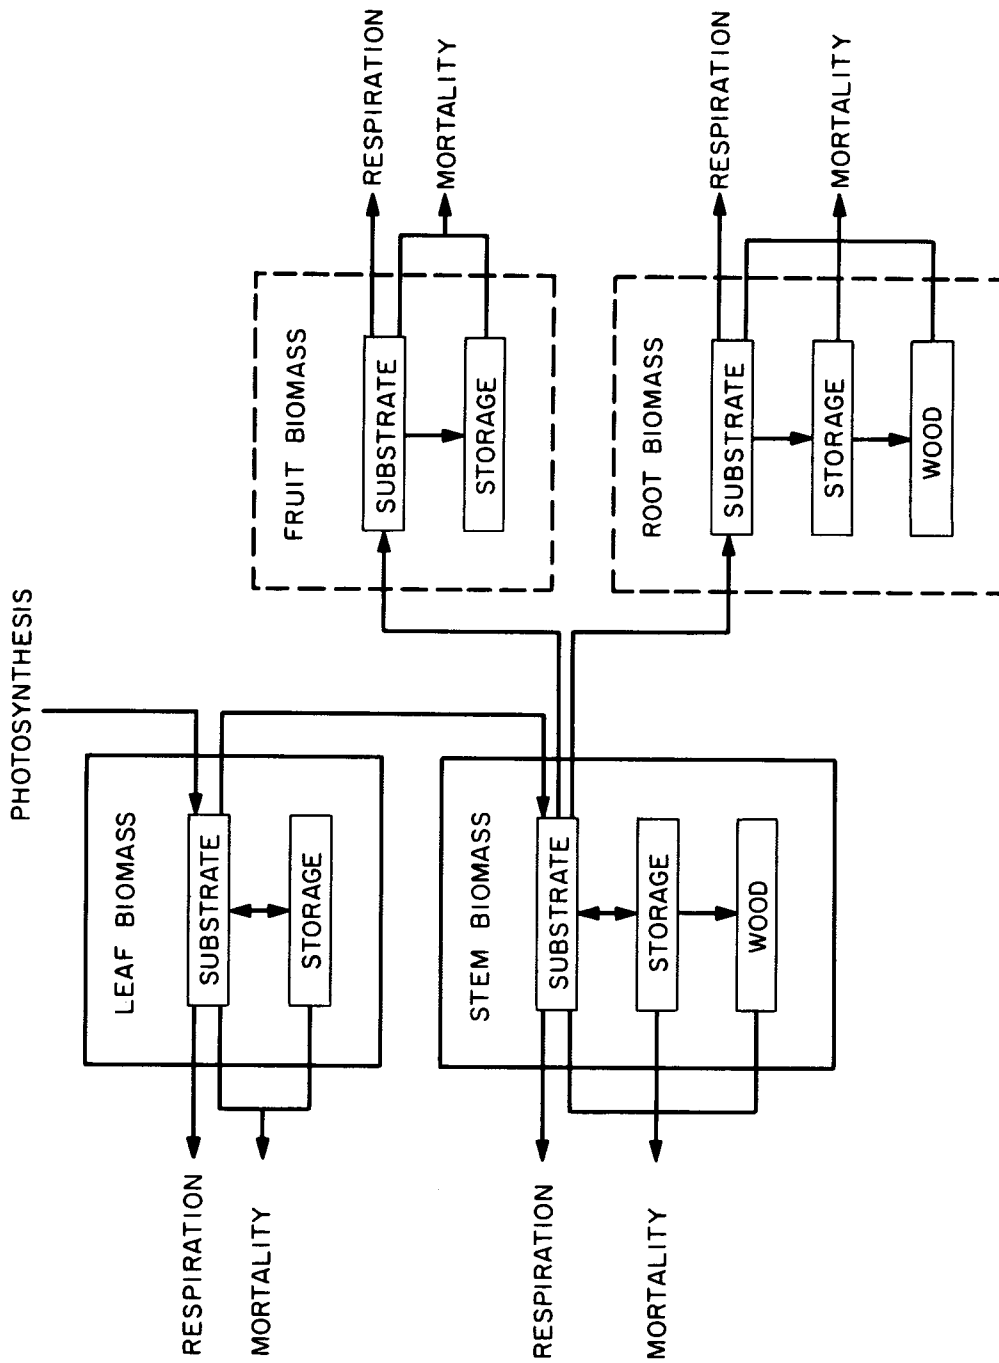 PHOTOSYNTHESIS
LEAF BIOMASS
SUBSTRATE
STORAGE
RESPIRATION
MORTALITY
STEM BIOMASS
SUBSTRATE
STORAGE
WOOD
RESPIRATION
MORTALITY
FRUIT BIOMASS
SUBSTRATE
STORAGE
RESPIRATION
MORTALITY
ROOT BIOMASS
SUBSTRATE
STORAGE
WOOD
RESPIRATION
MORTALITY